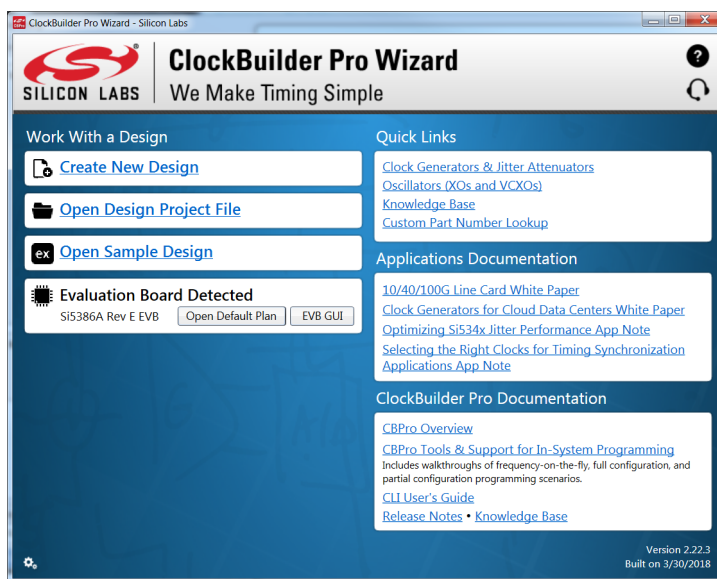 ClockBuilder Pro Wizard - Silicon Labs
SILICON LABS
ClockBuilder Pro Wizard
We Make Timing Simple
Work With a Design
Create New Design
Open Design Project File
ex Open Sample Design
Evaluation Board Detected
Si5386A Rev E EVB Open Default Plan EVB GUI
Quick Links
Clock Generators & Jitter Attenuators
Oscillators (XOs and VCXOs)
Knowledge Base
Custom Part Number Lookup
Applications Documentation
10/40/100G Line Card White Paper
Clock Generators for Cloud Data Centers White Paper
Optimizing Si534x Jitter Performance App Note
Selecting the Right Clocks for Timing Synchronization
Applications App Note
ClockBuilder Pro Documentation
CBPro Overview
CBPro Tools & Support for In-System Programming
Includes walkthroughs of frequency-on-the-fly, full configuration, and
partial configuration programming scenarios.
CLI User's Guide
Release Notes • Knowledge Base
Version 2.22.3
Built on 3/30/2018